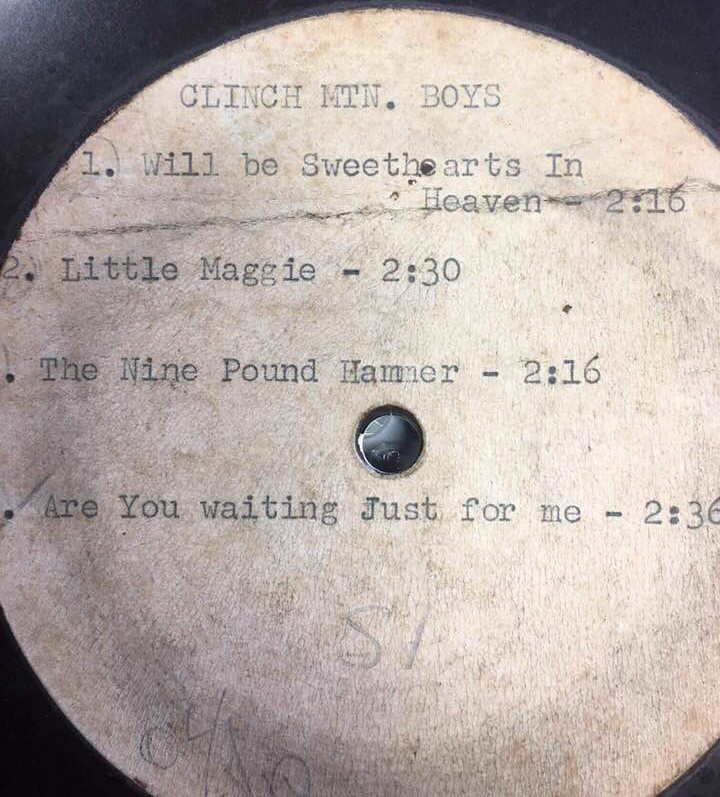 CLINCH MTN. BOYS
1. Will be Sweethearts In
Heaven - 2:16
2. Little Maggie - 2:30
. The Nine Pound Hammer - 2:16
. Are You waiting Just for me - 2:36
51